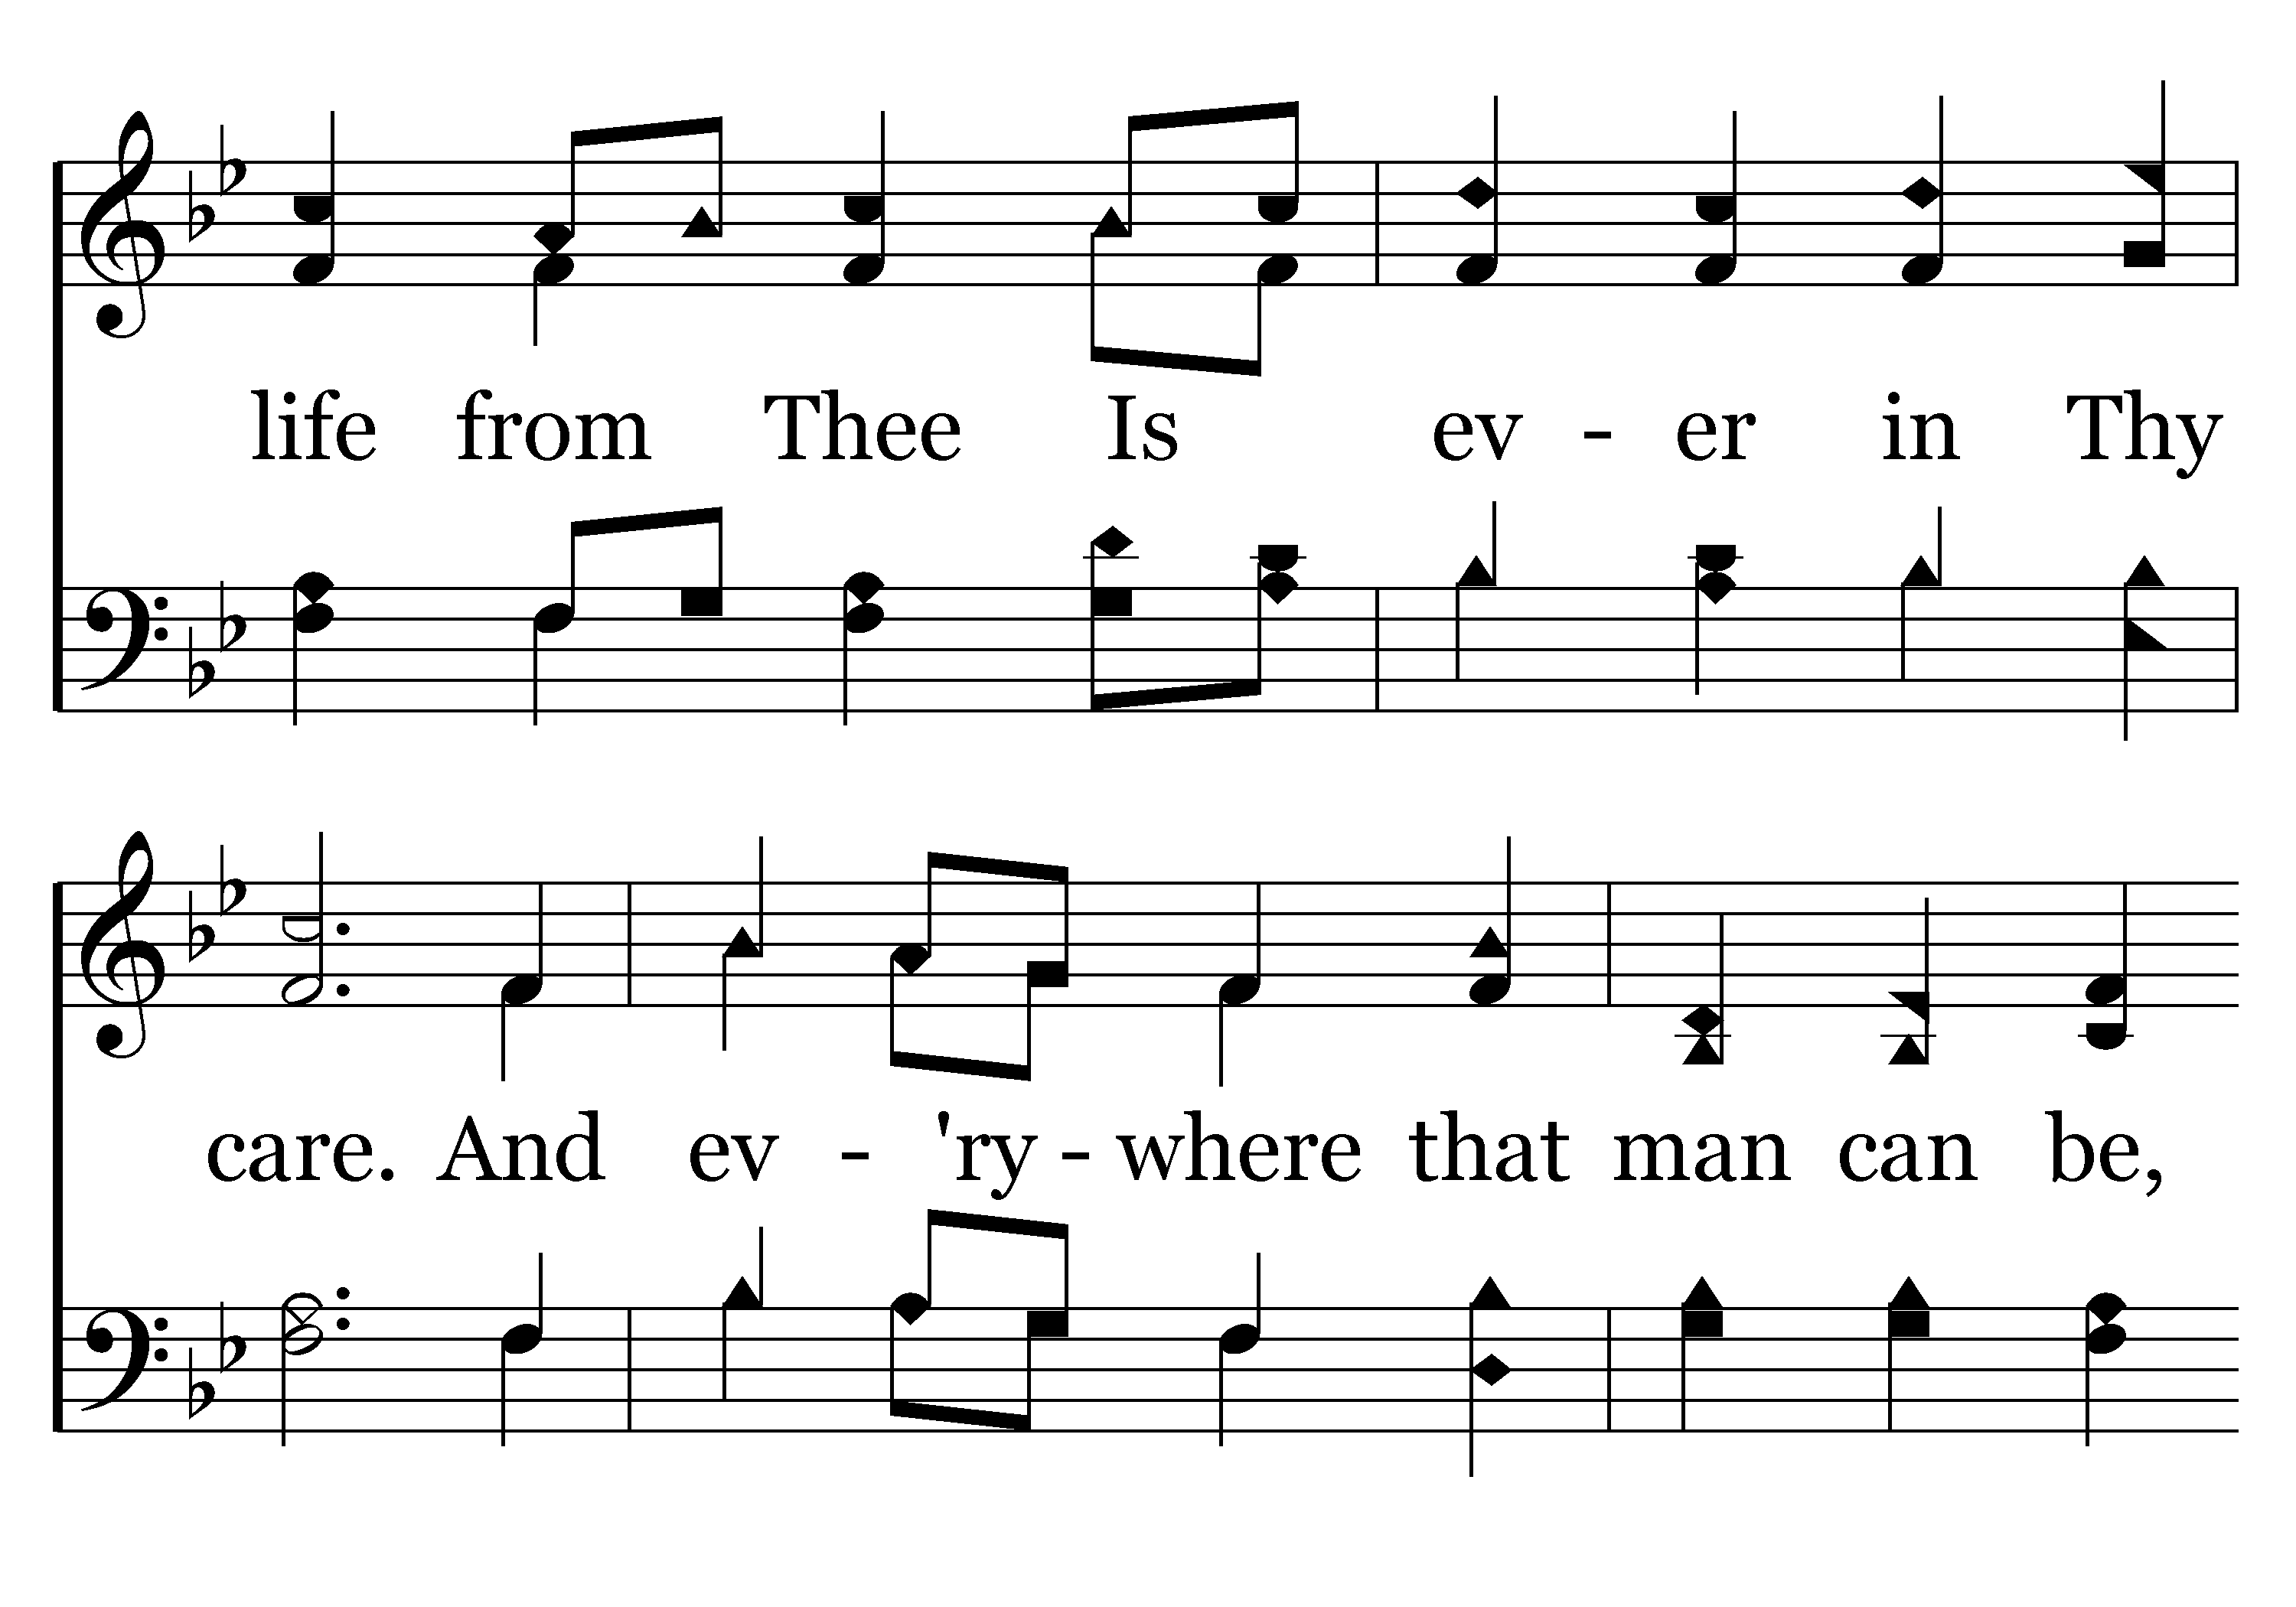 life from Thee Is ev - er in Thy
care. And ev - 'ry - where that man can be,